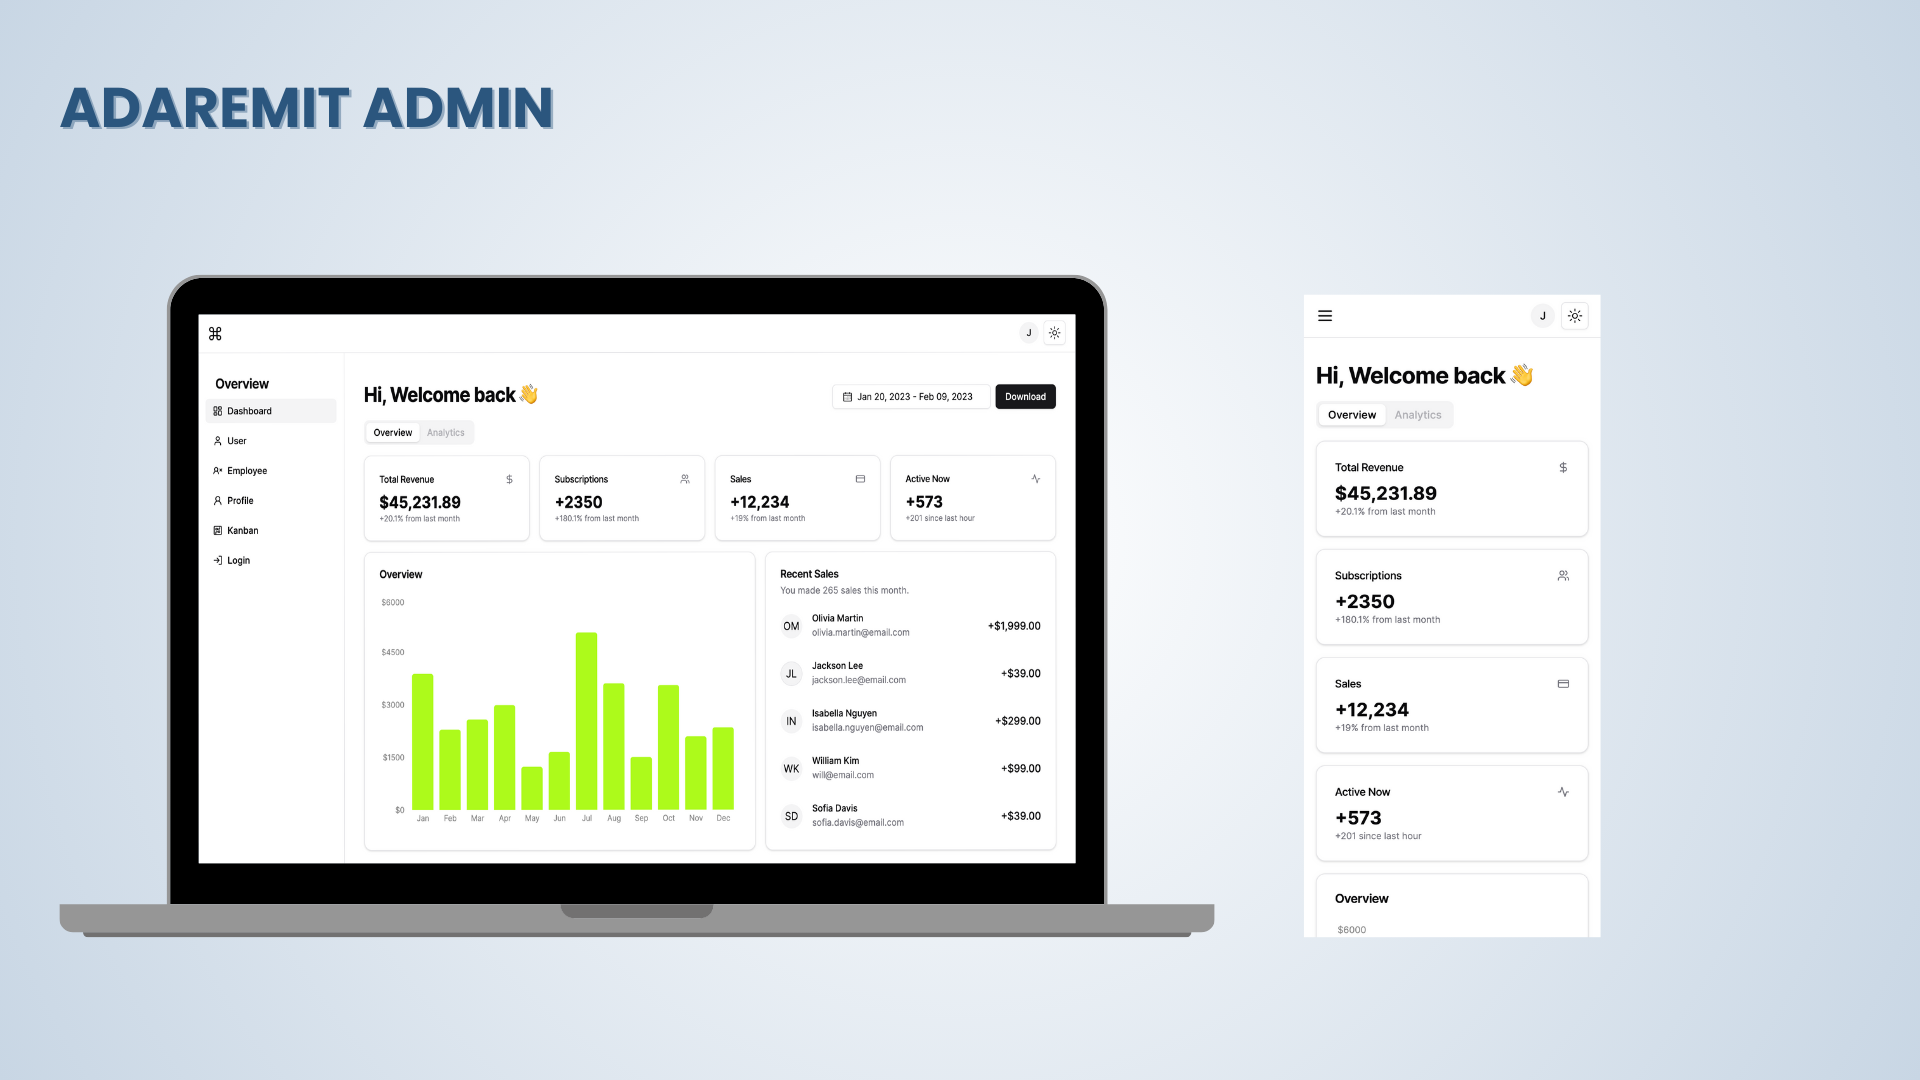 ADAREMIT ADMIN
J
Overview
Dashboard
User
Employee
Profile
Kanban
Login
Hi, Welcome back 👋
Jan 20, 2023 - Feb 09, 2023
Download
Overview Analytics
Total Revenue
$
$45,231.89
+20.1% from last month
Subscriptions
+2350
+180.1% from last month
Sales
+12,234
+19% from last month
Active Now
+573
+201 since last hour
Overview
$6000
$4500
$3000
$1500
$0
Jan Feb Mar Apr May Jun Jul Aug Sep Oct Nov Dec
Recent Sales
You made 265 sales this month.
OM
Olivia Martin
olivia.martin@email.com
+$1,999.00
JL
Jackson Lee
jackson.lee@email.com
+$39.00
IN
Isabella Nguyen
isabella.nguyen@email.com
+$299.00
WK
William Kim
will@email.com
+$99.00
SD
Sofia Davis
sofia.davis@email.com
+$39.00
J
Hi, Welcome back 👋
Overview Analytics
Total Revenue
$
$45,231.89
+20.1% from last month
Subscriptions
+2350
+180.1% from last month
Sales
+12,234
+19% from last month
Active Now
+573
+201 since last hour
Overview
$6000